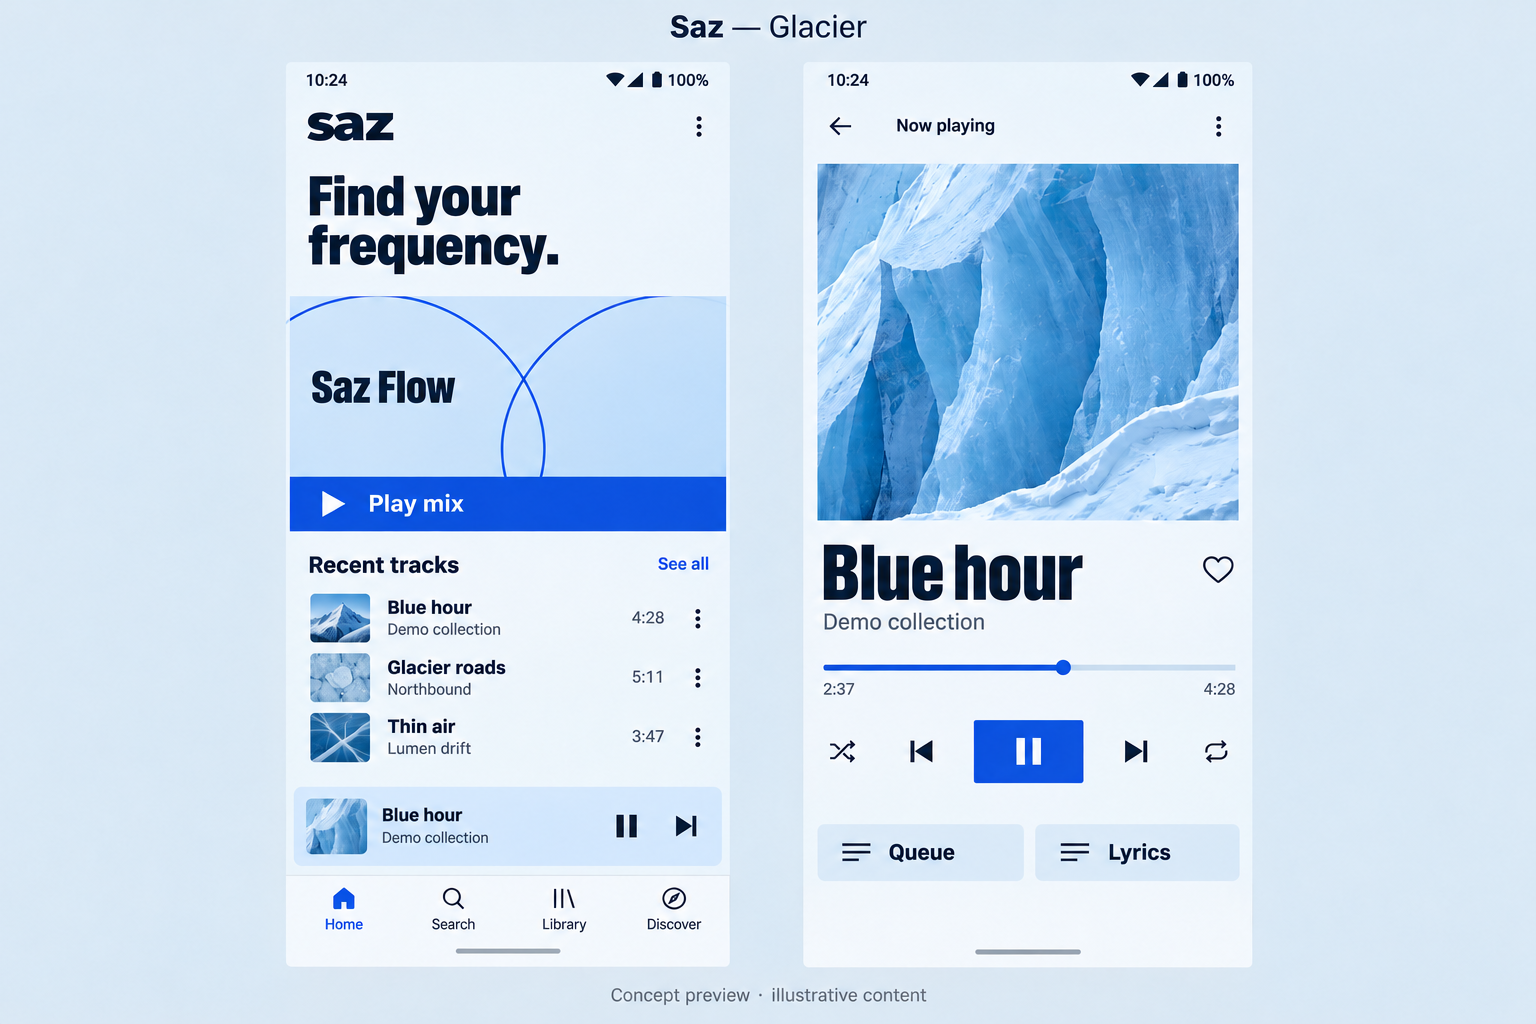 Saz — Glacier
10:24
100%
saz
Find your
frequency.
Saz Flow
Play mix
Recent tracks
See all
Blue hour
Demo collection
4:28
Glacier roads
Northbound
5:11
Thin air
Lumen drift
3:47
Blue hour
Demo collection
Home
Search
Library
Discover
10:24
100%
Now playing
Blue hour
Demo collection
2:37
4:28
Queue
Lyrics
Concept preview · illustrative content